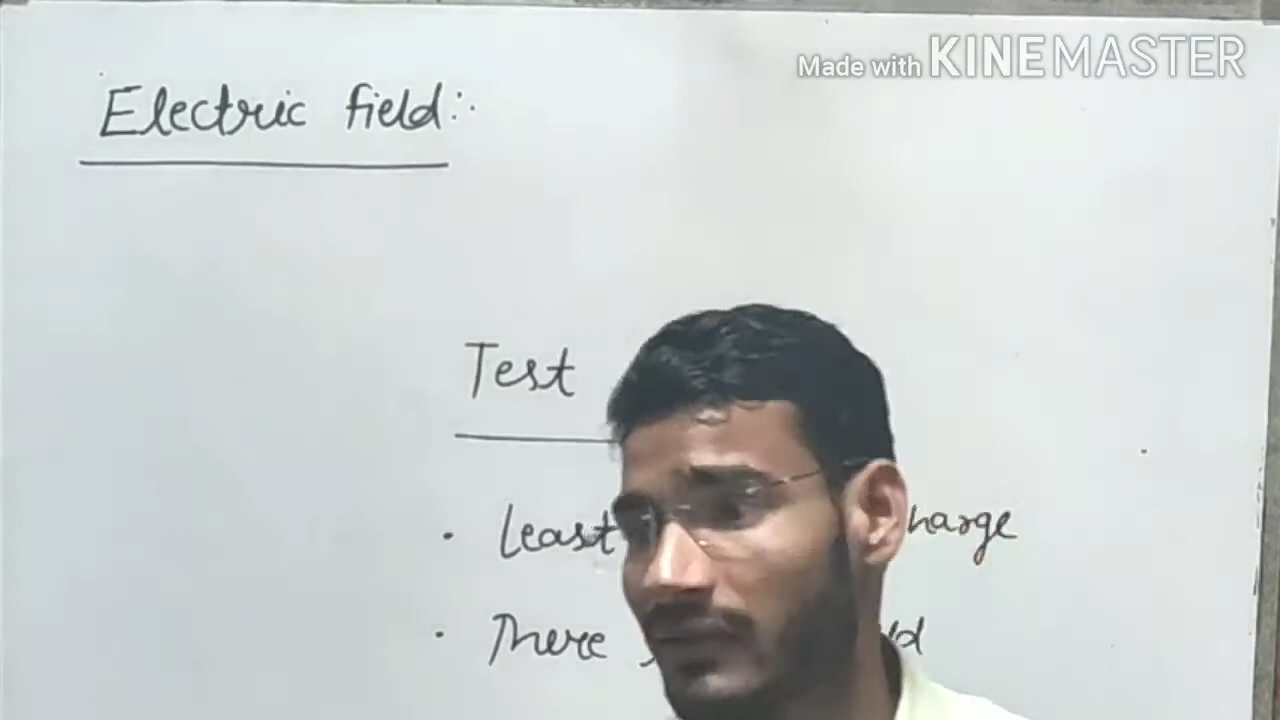 Made with KINEMASTER
Electric field:-
Test
• Least harge
• There